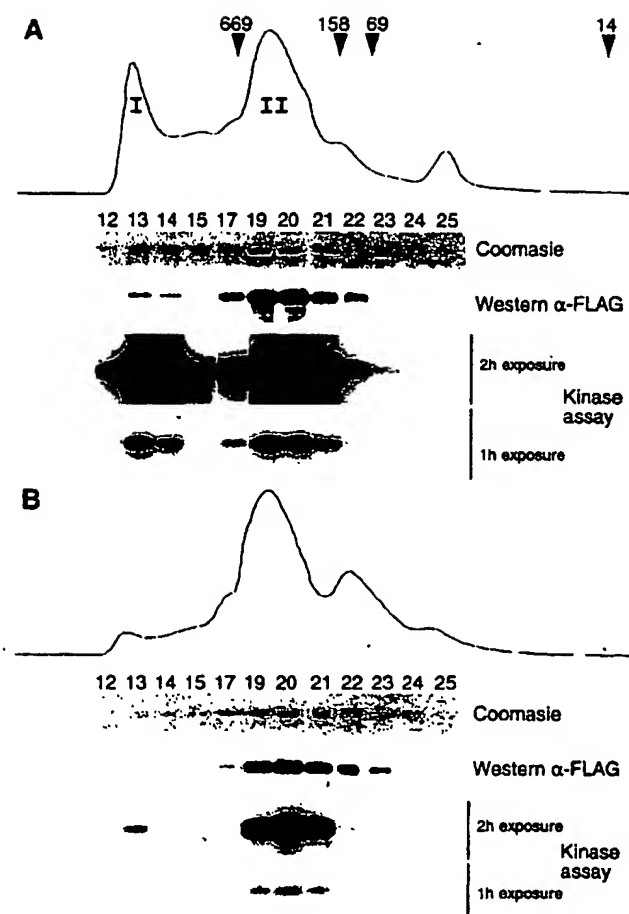 A
669 158 69 14
I II
12 13 14 15 17 19 20 21 22 23 24 25
Coomasie
Western α-FLAG
2h exposure
Kinase
assay
1h exposure
B
12 13 14 15 17 19 20 21 22 23 24 25
Coomasie
Western α-FLAG
2h exposure
Kinase
assay
1h exposure